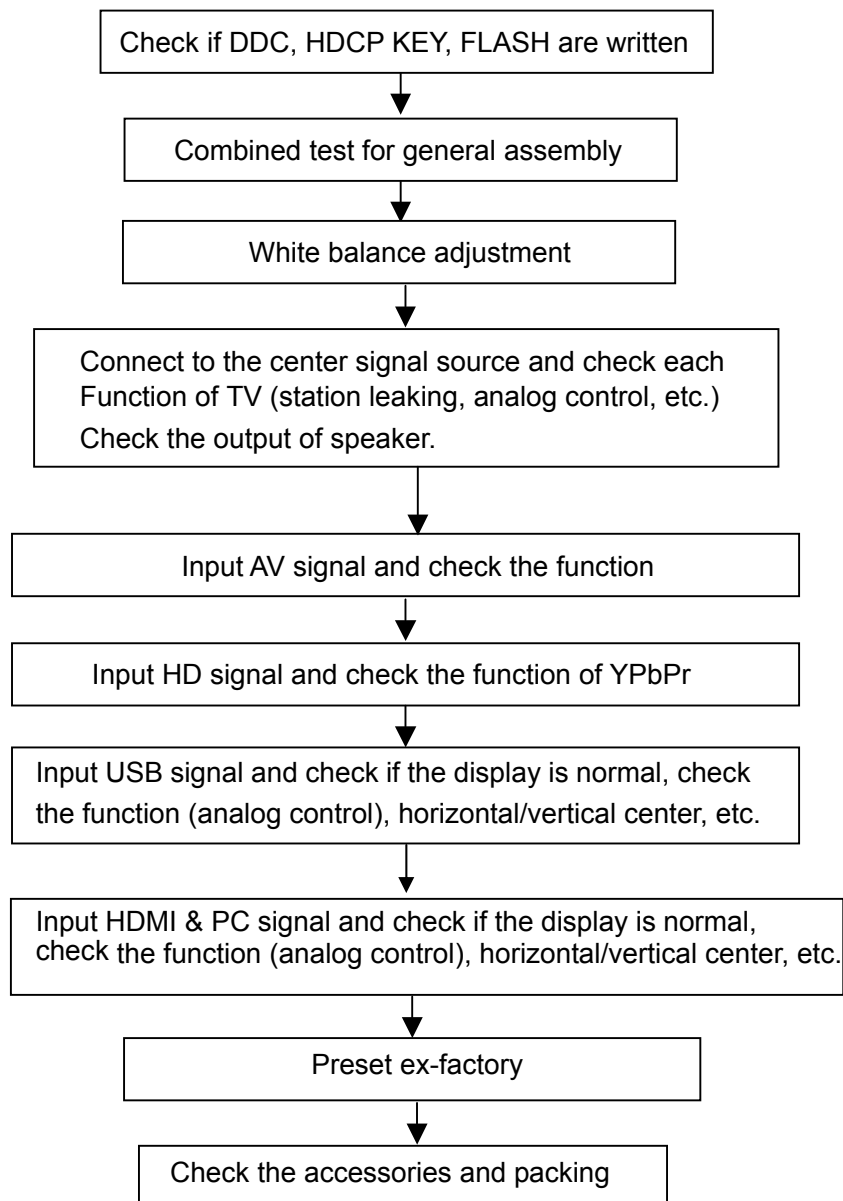 Check if DDC, HDCP KEY, FLASH are written
Combined test for general assembly
White balance adjustment
Connect to the center signal source and check each
Function of TV (station leaking, analog control, etc.)
Check the output of speaker.
Input AV signal and check the function
Input HD signal and check the function of YPbPr
Input USB signal and check if the display is normal, check
the function (analog control), horizontal/vertical center, etc.
Input HDMI & PC signal and check if the display is normal,
check the function (analog control), horizontal/vertical center, etc.
Preset ex-factory
Check the accessories and packing